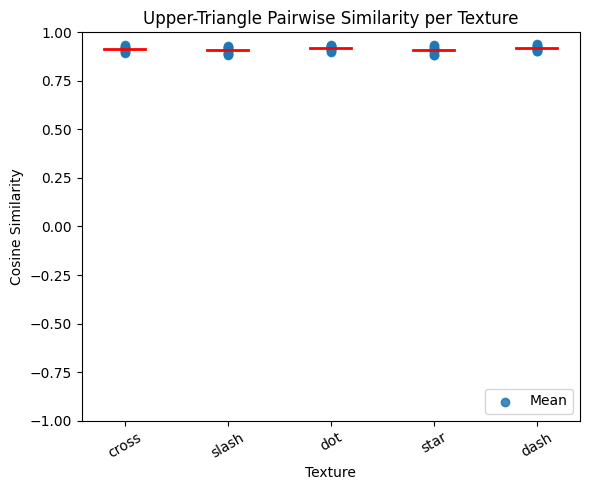 Upper-Triangle Pairwise Similarity per Texture
1.00
0.75
0.50
0.25
0.00
−0.25
−0.50
−0.75
−1.00
Cosine Similarity
Mean
cross
slash
dot
star
dash
Texture